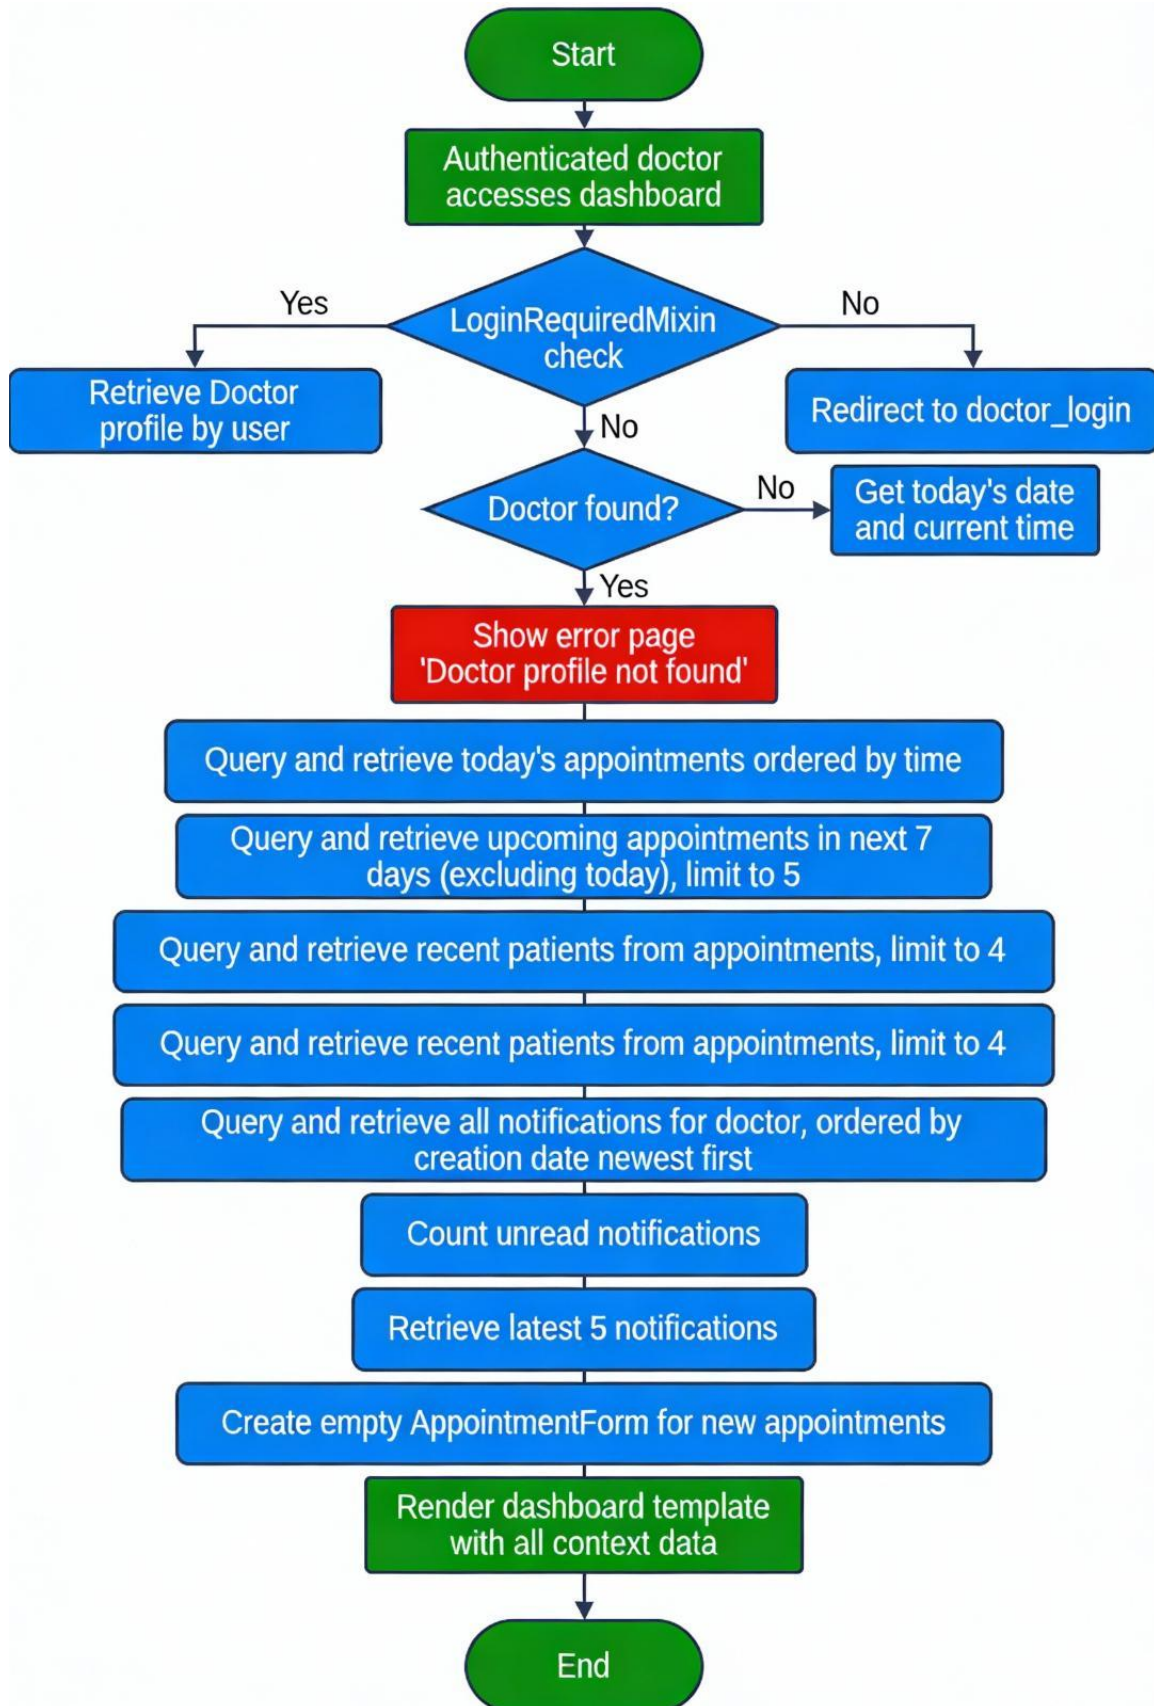 Start
Authenticated doctor
accesses dashboard
Yes
LoginRequiredMixin
check
No
Retrieve Doctor
profile by user
Redirect to doctor_login
No
Doctor found?
No
Get today's date
and current time
Yes
Show error page
'Doctor profile not found'
Query and retrieve today's appointments ordered by time
Query and retrieve upcoming appointments in next 7
days (excluding today), limit to 5
Query and retrieve recent patients from appointments, limit to 4
Query and retrieve recent patients from appointments, limit to 4
Query and retrieve all notifications for doctor, ordered by
creation date newest first
Count unread notifications
Retrieve latest 5 notifications
Create empty AppointmentForm for new appointments
Render dashboard template
with all context data
End